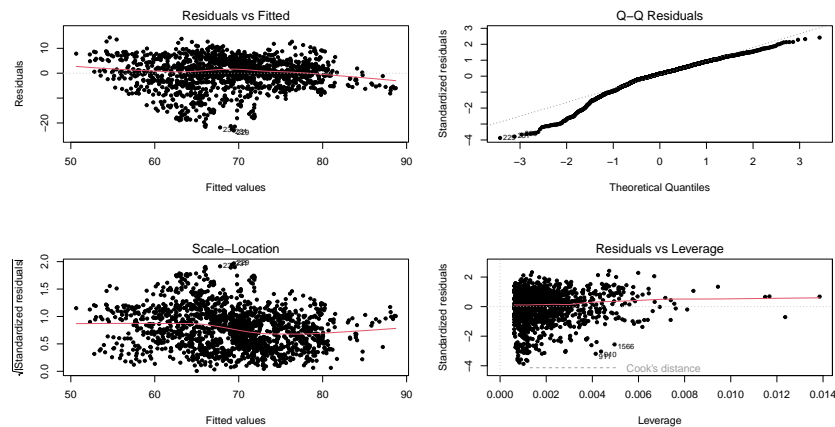 Residuals vs Fitted
Residuals
10
0
−20
50 60 70 80 90
Fitted values
Q−Q Residuals
Standardized residuals
3
2
1
0
−2
−4
−3 −2 −1 0 1 2 3
Theoretical Quantiles
Scale−Location
√|Standardized residuals|
2.0
1.5
1.0
0.5
0.0
50 60 70 80 90
Fitted values
Residuals vs Leverage
Standardized residuals
2
0
−2
−4
1566
Cook's distance
0.000 0.002 0.004 0.006 0.008 0.010 0.012 0.014
Leverage